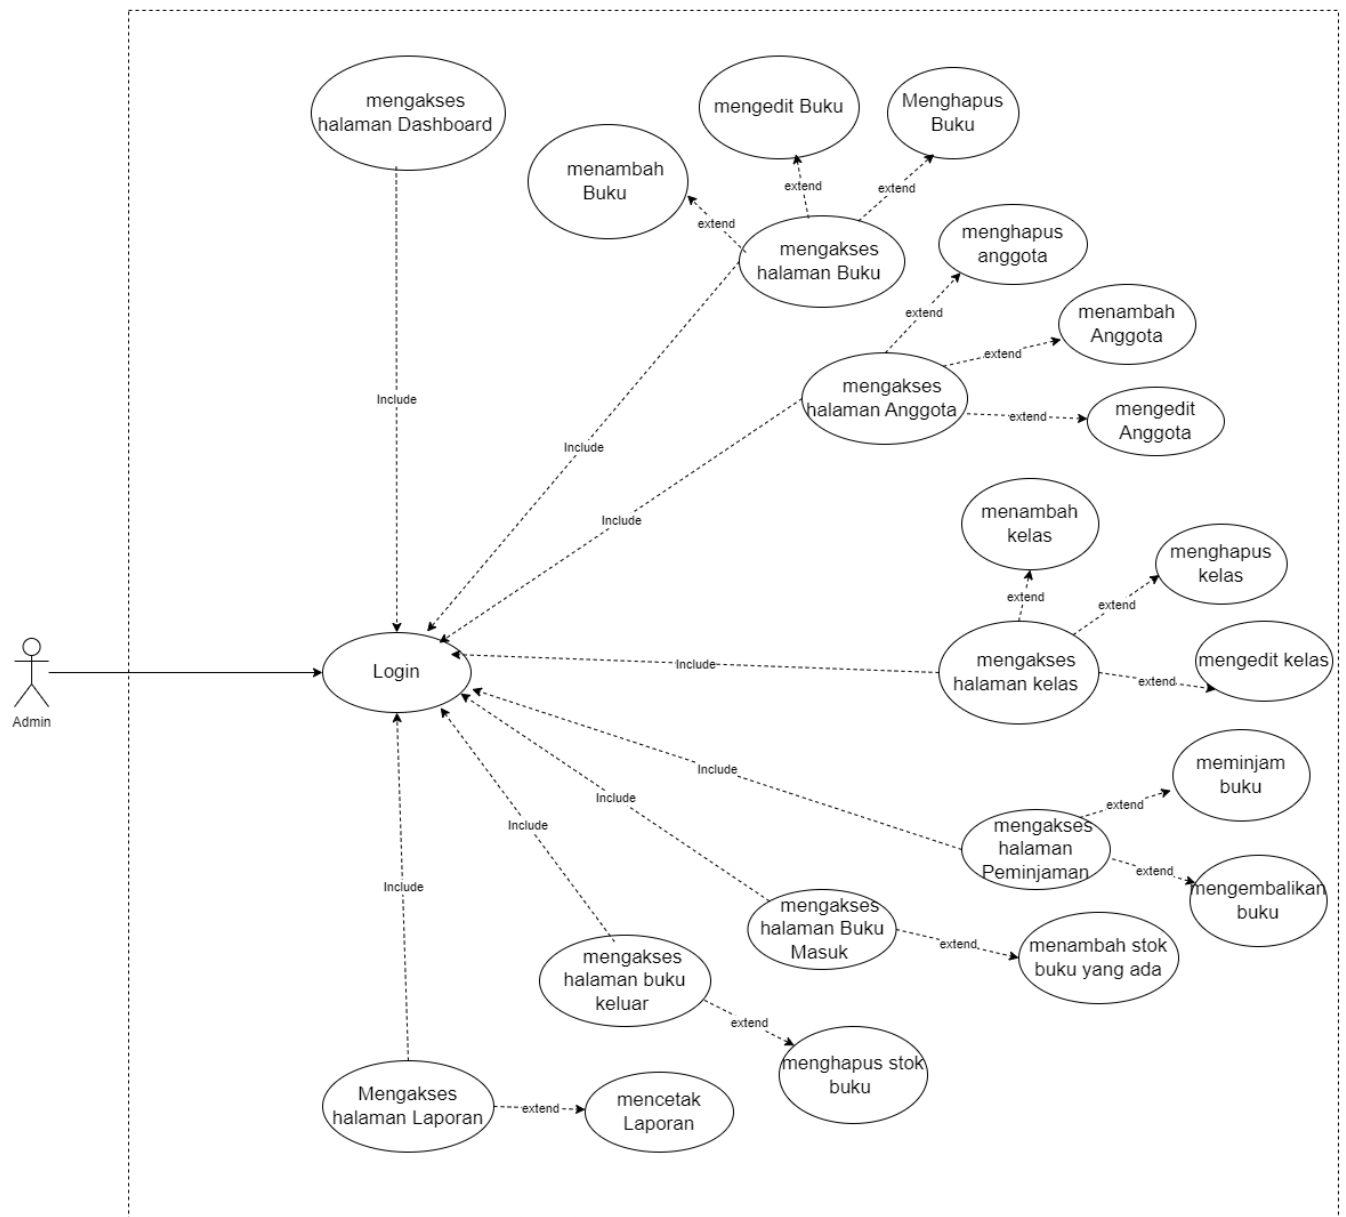 mengakses
halaman Dashboard
mengedit Buku
Menghapus
Buku
menambah
Buku
extend
extend
extend
mengakses
halaman Buku
menghapus
anggota
extend
menambah
Anggota
extend
mengakses
halaman Anggota
mengedit
Anggota
extend
Include
Include
Include
menambah
kelas
menghapus
kelas
extend
extend
mengakses
halaman kelas
mengedit kelas
extend
Include
Login
Admin
meminjam
buku
Include
extend
mengakses
halaman
Peminjaman
extend
mengembalikan
buku
Include
Include
Include
mengakses
halaman Buku
Masuk
extend
menambah stok
buku yang ada
mengakses
halaman buku
keluar
extend
menghapus stok
buku
Mengakses
halaman Laporan
extend
mencetak
Laporan